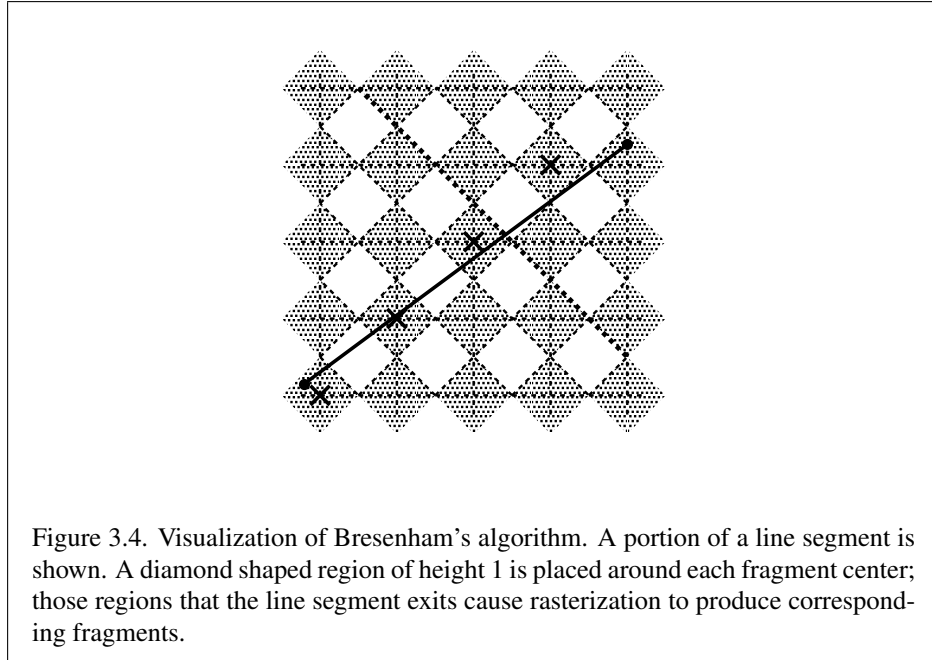 Figure 3.4. Visualization of Bresenham's algorithm. A portion of a line segment is
shown. A diamond shaped region of height 1 is placed around each fragment center;
those regions that the line segment exits cause rasterization to produce correspond-
ing fragments.